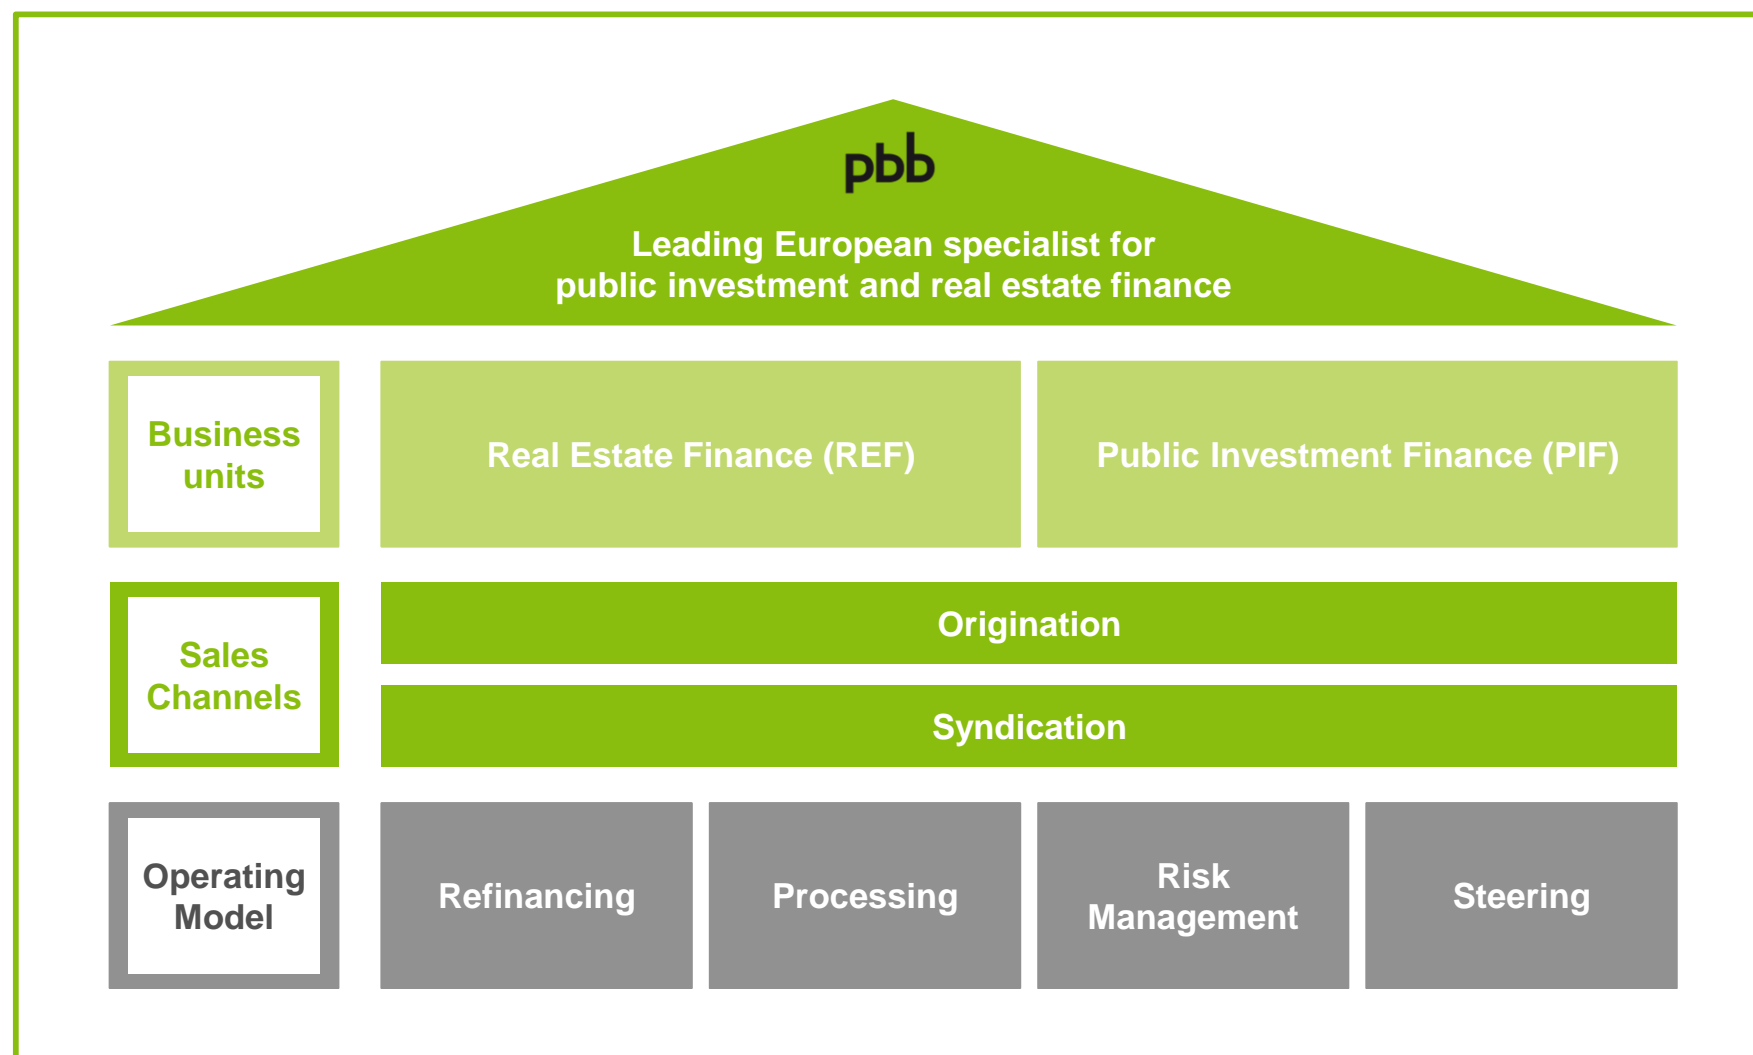 pbb
Leading European specialist for
public investment and real estate finance
Business
units
Real Estate Finance (REF)
Public Investment Finance (PIF)
Sales
Channels
Origination
Syndication
Operating
Model
Refinancing
Processing
Risk
Management
Steering